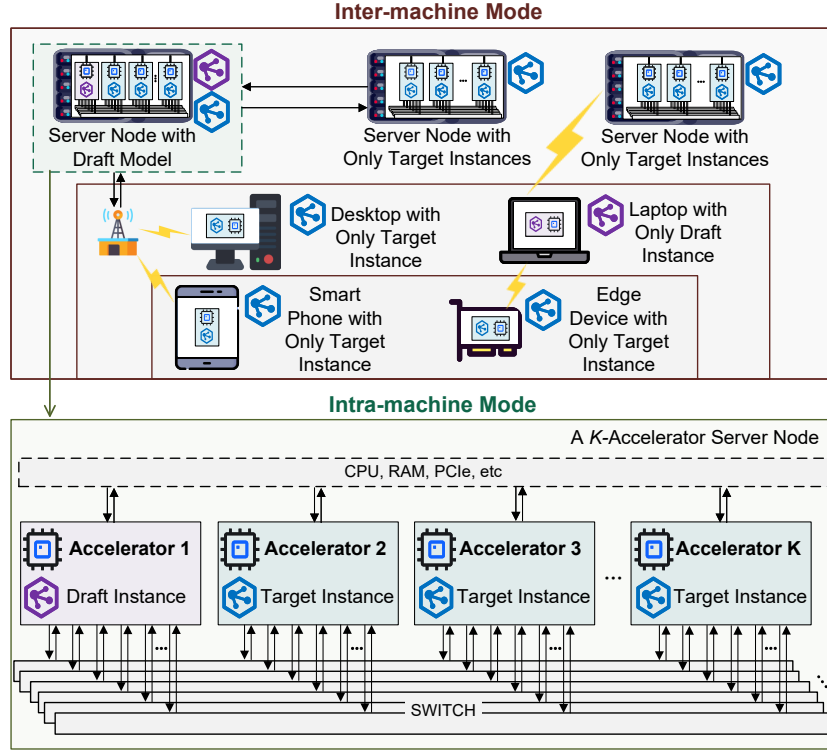 Inter-machine Mode
Server Node with
Draft Model
Server Node with
Only Target Instances
Server Node with
Only Target Instances
Desktop with
Only Target
Instance
Laptop with
Only Draft
Instance
Smart
Phone with
Only Target
Instance
Edge
Device with
Only Target
Instance
Intra-machine Mode
A K-Accelerator Server Node
CPU, RAM, PCIe, etc
Accelerator 1
Draft Instance
Accelerator 2
Target Instance
Accelerator 3
Target Instance
...
Accelerator K
Target Instance
SWITCH